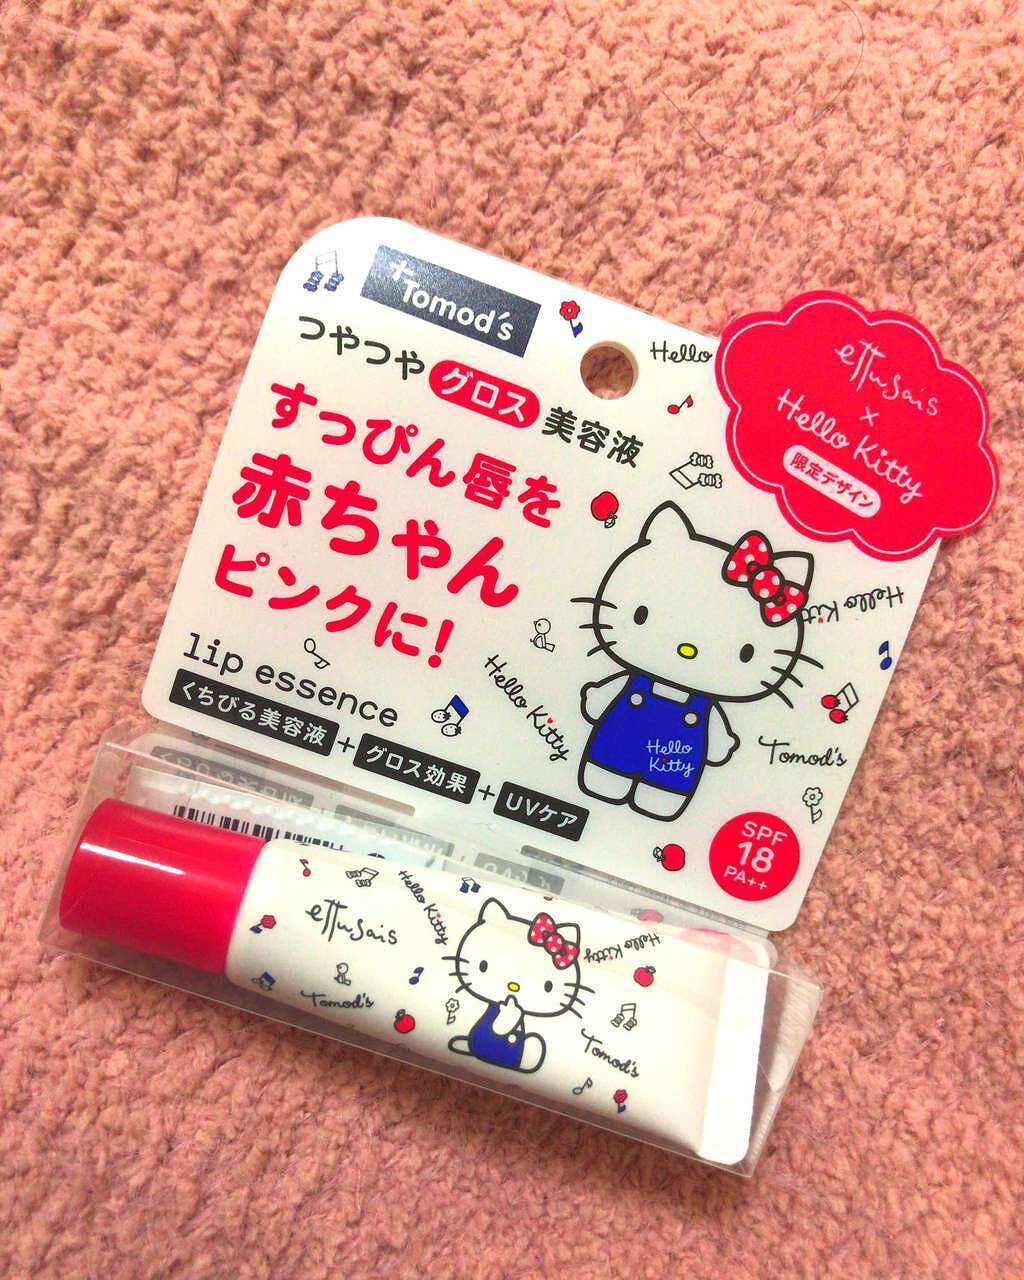 +Tomod's
つやつや グロス 美容液
すっぴん唇を
赤ちゃん
ピンクに!
lip essence
くちびる美容液 + グロス効果 + UVケア
Hello
ettusais
×
Hello Kitty
限定デザイン
Hello Kitty
Hello Kitty
Hello
Kitty
Tomod's
SPF
18
PA++
ettusais
Hello Kitty
Hello Kitty
Tomod's
Tomod's